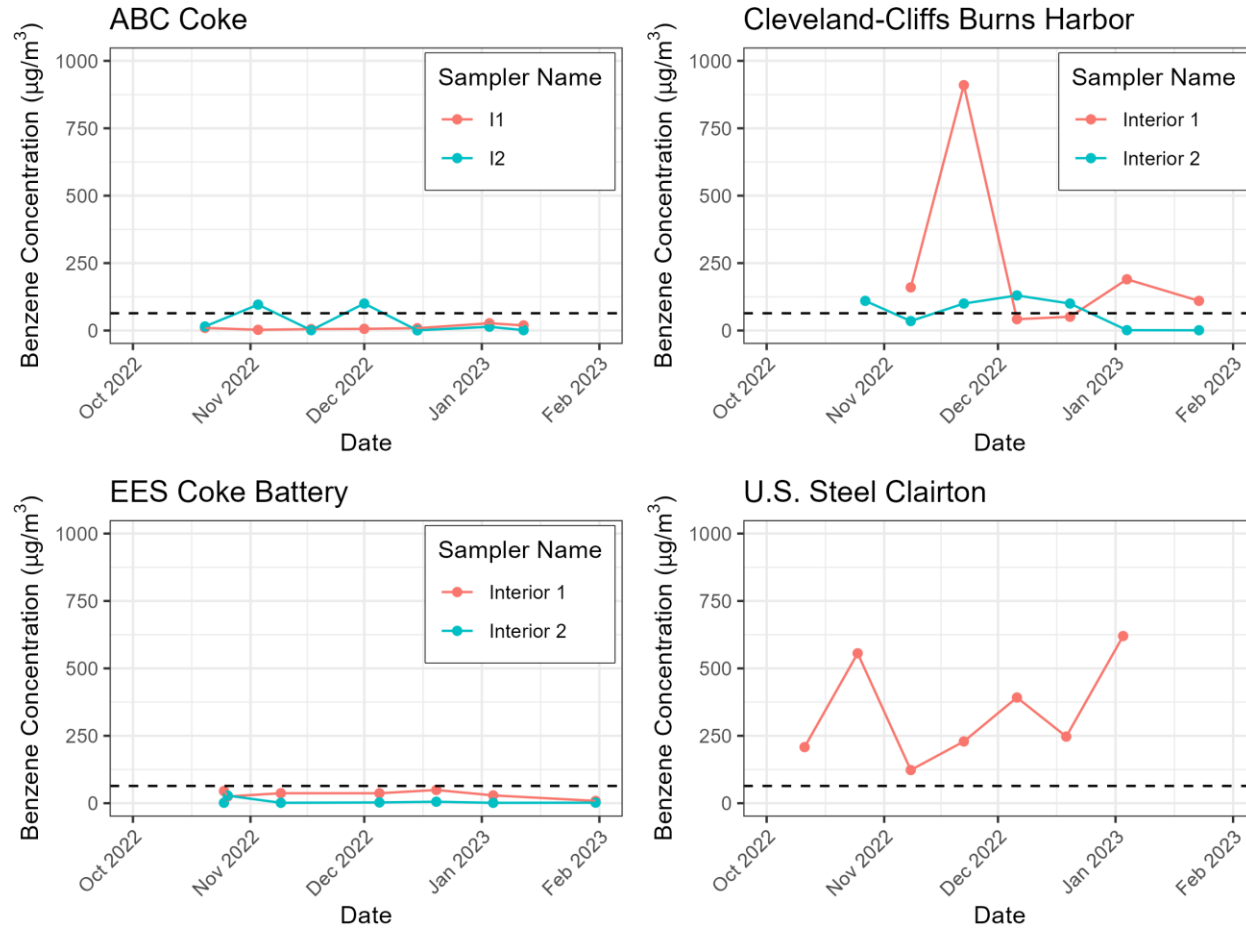 ABC Coke
Benzene Concentration (µg/m³)
1000
750
500
250
0
Sampler Name
I1
I2
Oct 2022
Nov 2022
Dec 2022
Jan 2023
Feb 2023
Date
Cleveland-Cliffs Burns Harbor
Benzene Concentration (µg/m³)
1000
750
500
250
0
Sampler Name
Interior 1
Interior 2
Oct 2022
Nov 2022
Dec 2022
Jan 2023
Feb 2023
Date
EES Coke Battery
Benzene Concentration (µg/m³)
1000
750
500
250
0
Sampler Name
Interior 1
Interior 2
Oct 2022
Nov 2022
Dec 2022
Jan 2023
Feb 2023
Date
U.S. Steel Clairton
Benzene Concentration (µg/m³)
1000
750
500
250
0
Oct 2022
Nov 2022
Dec 2022
Jan 2023
Feb 2023
Date